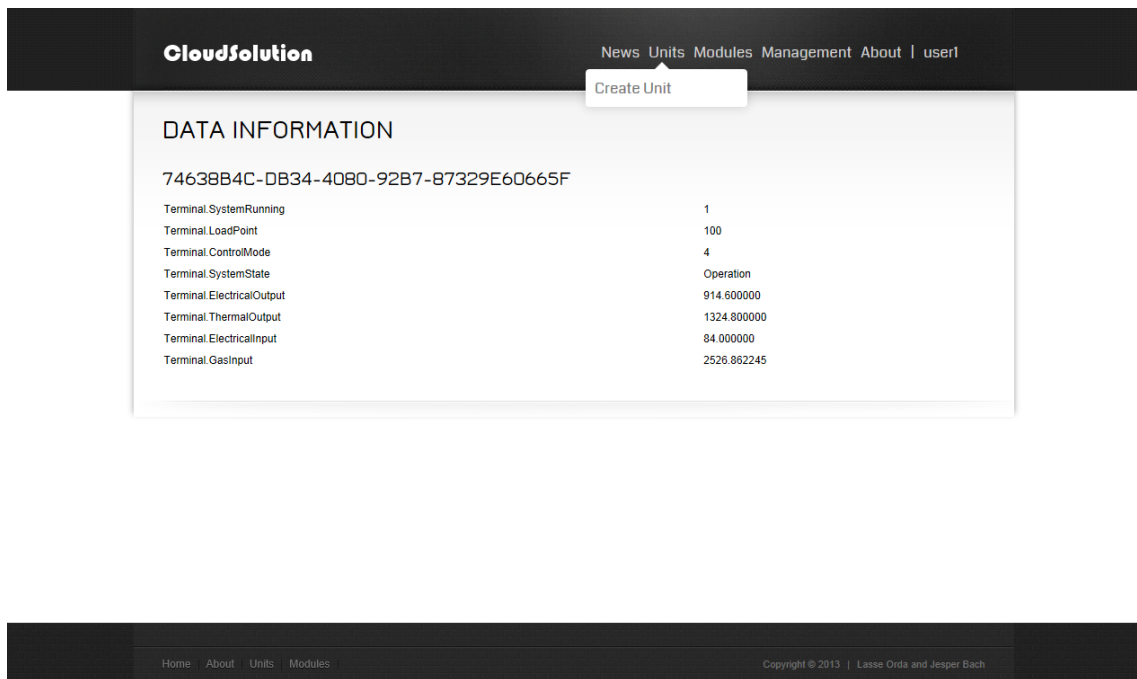 CloudSolution
News Units Modules Management About | user1
Create Unit
DATA INFORMATION
74638B4C-DB34-4080-92B7-87329E60665F
Terminal.SystemRunning 1
Terminal.LoadPoint 100
Terminal.ControlMode 4
Terminal.SystemState Operation
Terminal.ElectricalOutput 914.600000
Terminal.ThermalOutput 1324.800000
Terminal.ElectricalInput 84.000000
Terminal.GasInput 2526.862245
Home | About | Units | Modules | Copyright © 2013 | Lasse Orda and Jesper Bach